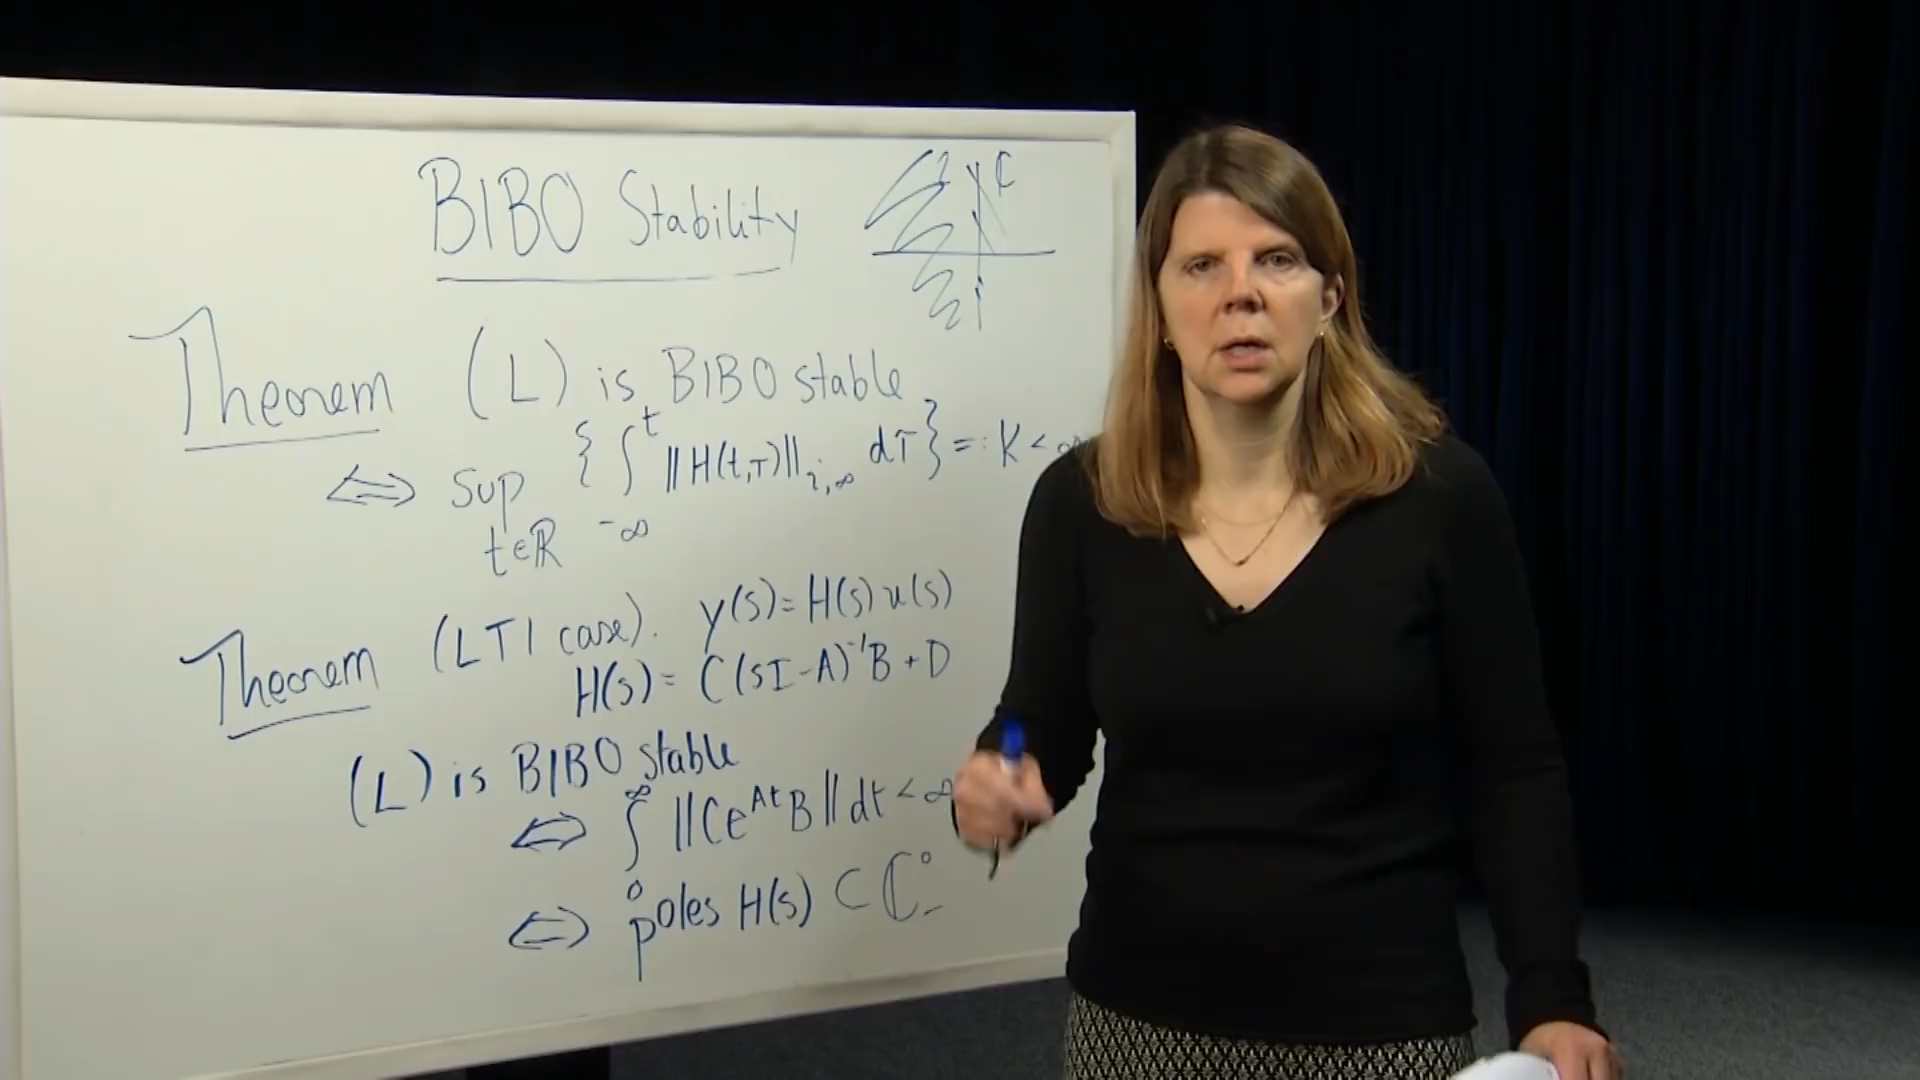 BIBO Stability
ℂ
Theorem (L) is BIBO stable
⟺ sup_{t∈ℝ} { ∫_{-∞}^{t} ||H(t,τ)||_{i,∞} dτ } =: K < ∞
Theorem (LTI case). y(s) = H(s) u(s)
H(s) = C(sI-A)^{-1}B + D
(L) is BIBO stable
⟺ ∫_0^∞ ||Ce^{At}B|| dt < ∞
⟺ poles H(s) ⊂ ℂ°_-